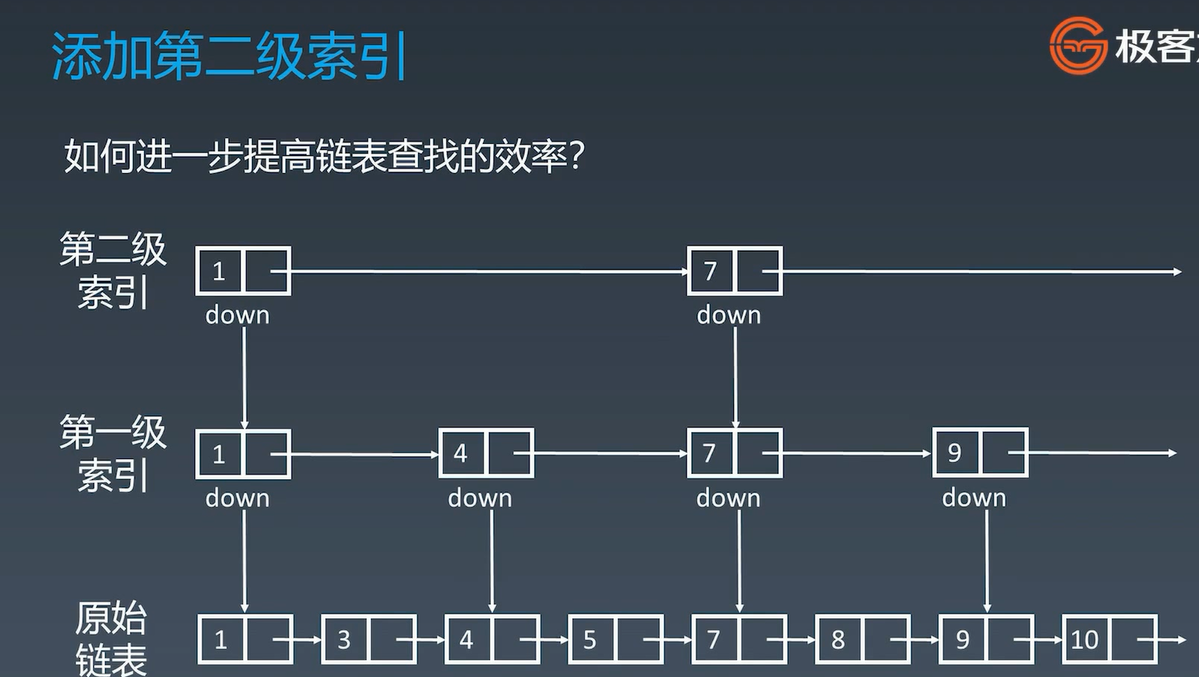 添加第二级索引
极客
如何进一步提高链表查找的效率？
第二级
索引
1 7
down down
第一级
索引
1 4 7 9
down down down down
原始
链表
1 3 4 5 7 8 9 10